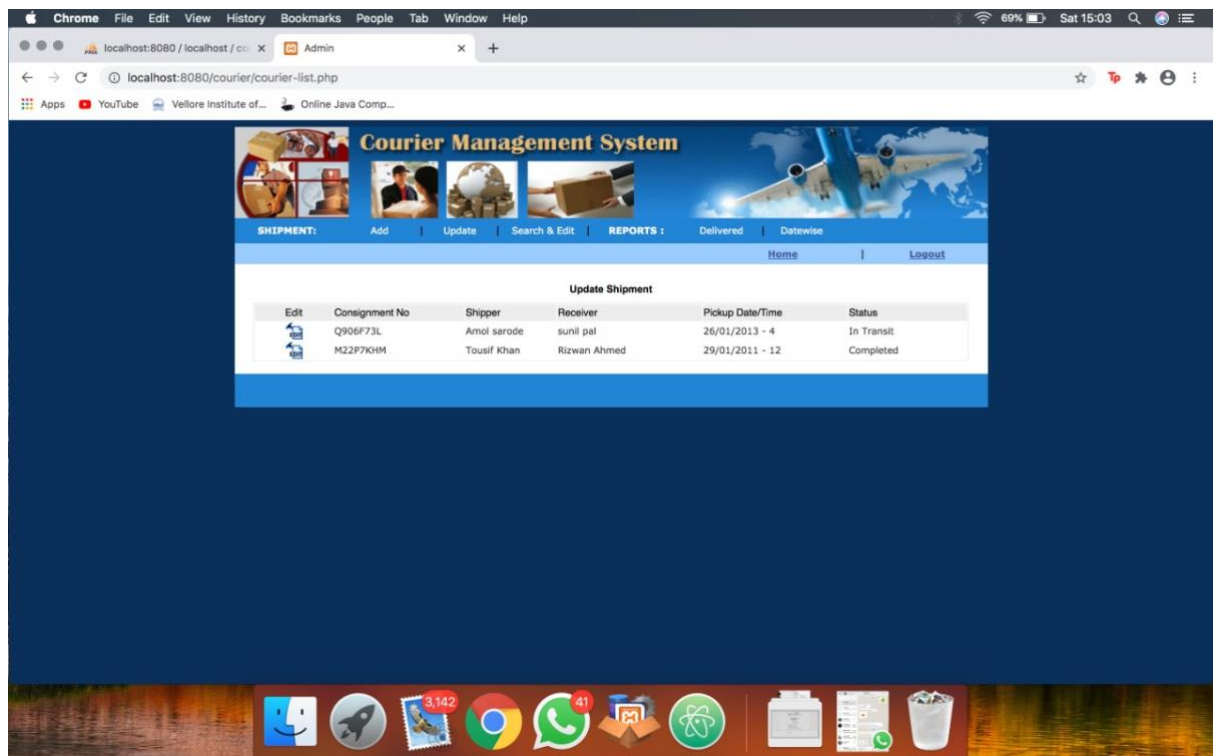 Chrome File Edit View History Bookmarks People Tab Window Help 69% Sat 15:03
localhost:8080 / localhost / co Admin
localhost:8080/courier/courier-list.php Tp
Apps YouTube Vellore Institute of... Online Java Comp...
Courier Management System
SHIPMENT: Add | Update | Search & Edit | REPORTS : Delivered | Datewise
Home | Logout
Update Shipment
Edit Consignment No Shipper Receiver Pickup Date/Time Status
Q906F73L Amol sarode sunil pal 26/01/2013 - 4 In Transit
M22P7KHM Tousif Khan Rizwan Ahmed 29/01/2011 - 12 Completed
3,142 41